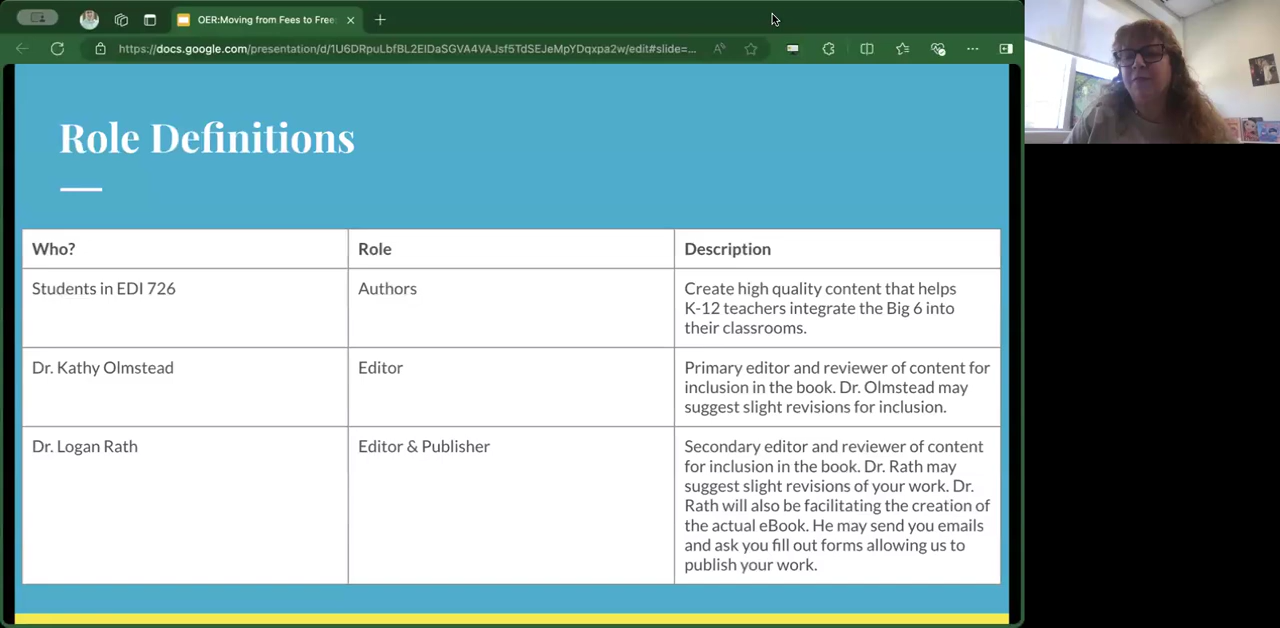 OER:Moving from Fees to Free
https://docs.google.com/presentation/d/1U6DRpuLbfBL2EIDaSGVA4VAJsf5TdSEJeMpYDqxpa2w/edit#slide=...
Role Definitions
Who?
Role
Description
Students in EDI 726
Authors
Create high quality content that helps
K-12 teachers integrate the Big 6 into
their classrooms.
Dr. Kathy Olmstead
Editor
Primary editor and reviewer of content for
inclusion in the book. Dr. Olmstead may
suggest slight revisions for inclusion.
Dr. Logan Rath
Editor & Publisher
Secondary editor and reviewer of content
for inclusion in the book. Dr. Rath may
suggest slight revisions of your work. Dr.
Rath will also be facilitating the creation of
the actual eBook. He may send you emails
and ask you fill out forms allowing us to
publish your work.